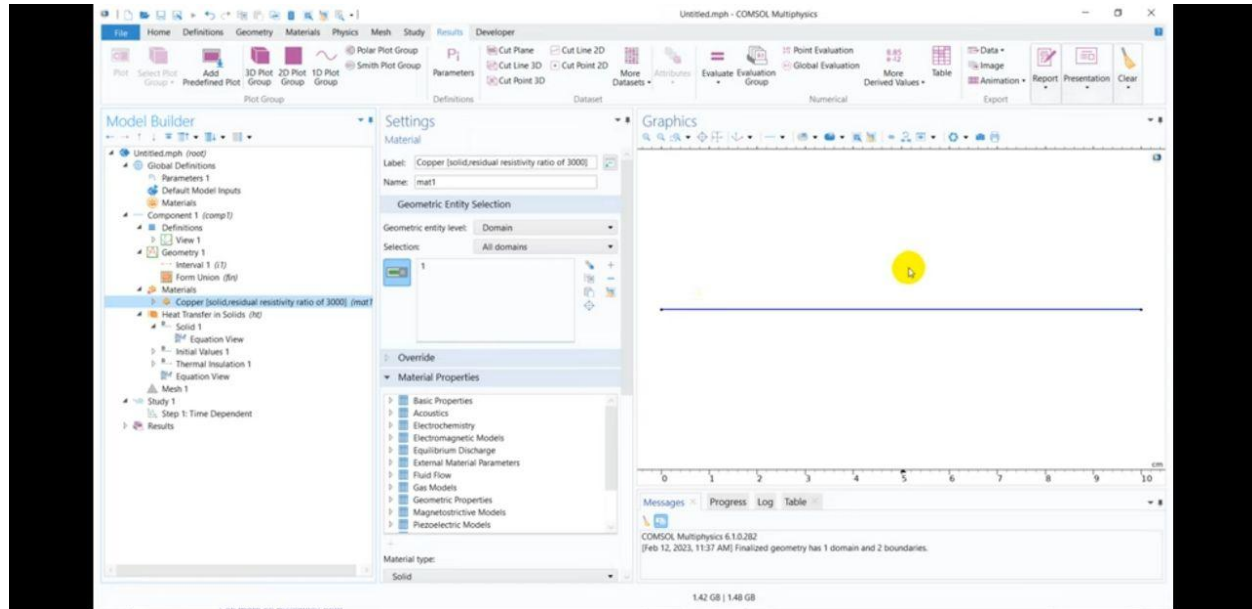 Untitled.mph - COMSOL Multiphysics
File Home Definitions Geometry Materials Physics Mesh Study Results Developer
Plot
Select Plot Group
Add Predefined Plot
3D Plot Group
2D Plot Group
1D Plot Group
Polar Plot Group
Smith Plot Group
Plot Group
Pi
Parameters
Definitions
Cut Plane
Cut Line 3D
Cut Point 3D
Cut Line 2D
Cut Point 2D
More Datasets
Dataset
Attributes
Evaluate
Evaluation Group
Point Evaluation
Global Evaluation
8.85
e-12
More Derived Values
Numerical
Table
Data
Image
Animation
Export
Report
Presentation
Clear
Model Builder
Untitled.mph (root)
Global Definitions
Parameters 1
Default Model Inputs
Materials
Component 1 (comp1)
Definitions
View 1
Geometry 1
Interval 1 (i1)
Form Union (fin)
Materials
Copper [solid,residual resistivity ratio of 3000] (mat1
Heat Transfer in Solids (ht)
Solid 1
Equation View
Initial Values 1
Thermal Insulation 1
Equation View
Mesh 1
Study 1
Step 1: Time Dependent
Results
Settings
Material
Label: Copper [solid,residual resistivity ratio of 3000]
Name: mat1
Geometric Entity Selection
Geometric entity level: Domain
Selection: All domains
1
Override
Material Properties
Basic Properties
Acoustics
Electrochemistry
Electromagnetic Models
Equilibrium Discharge
External Material Parameters
Fluid Flow
Gas Models
Geometric Properties
Magnetostrictive Models
Piezoelectric Models
Material type:
Solid
Graphics
cm
0 1 2 3 4 5 6 7 8 9 10
Messages Progress Log Table
COMSOL Multiphysics 6.1.0.282
[Feb 12, 2023, 11:37 AM] Finalized geometry has 1 domain and 2 boundaries.
1.42 GB | 1.48 GB